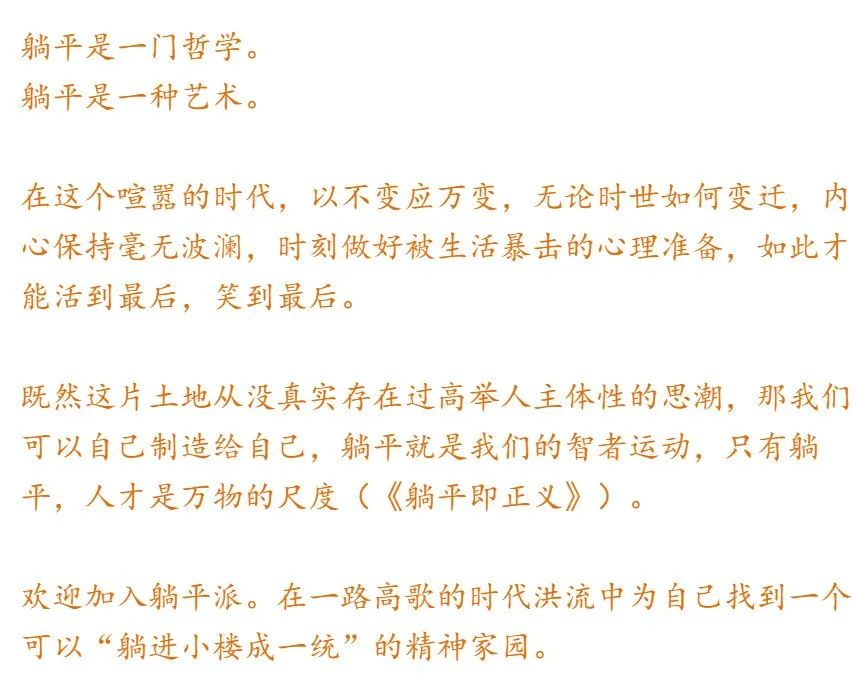 躺平是一门哲学。
躺平是一种艺术。
在这个喧嚣的时代，以不变应万变，无论时世如何变迁，内
心保持毫无波澜，时刻做好被生活暴击的心理准备，如此才
能活到最后，笑到最后。
既然这片土地从没真实存在过高举人主体性的思潮，那我们
可以自己制造给自己，躺平就是我们的智者运动，只有躺
平，人才是万物的尺度（《躺平即正义》）。
欢迎加入躺平派。在一路高歌的时代洪流中为自己找到一个
可以“躺进小楼成一统”的精神家园。